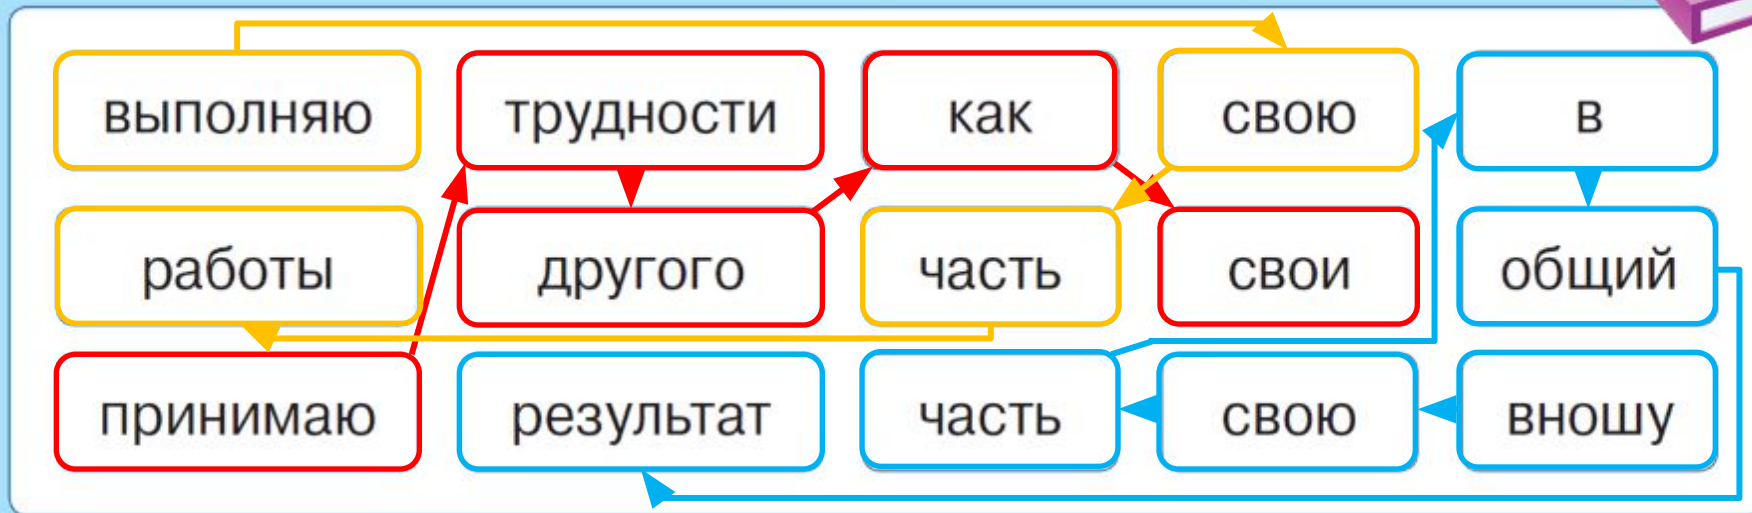 выполняю трудности как свою в
работы другого часть свои общий
принимаю результат часть свою вношу